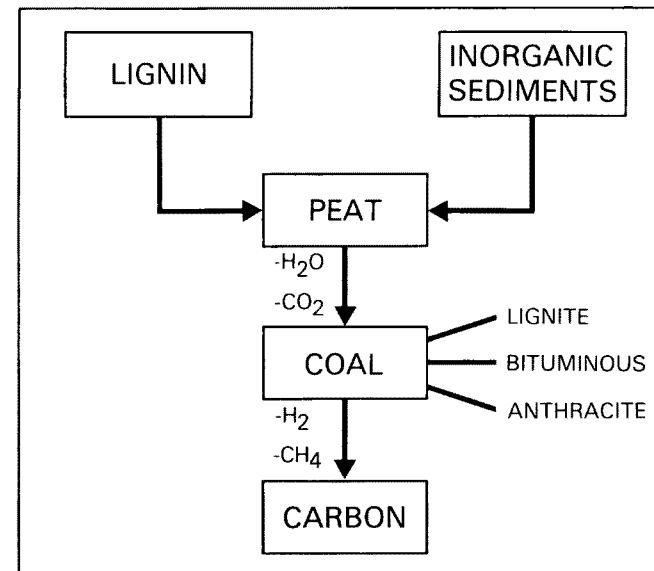 LIGNIN
INORGANIC
SEDIMENTS
PEAT
-H2O
-CO2
COAL
LIGNITE
BITUMINOUS
ANTHRACITE
-H2
-CH4
CARBON